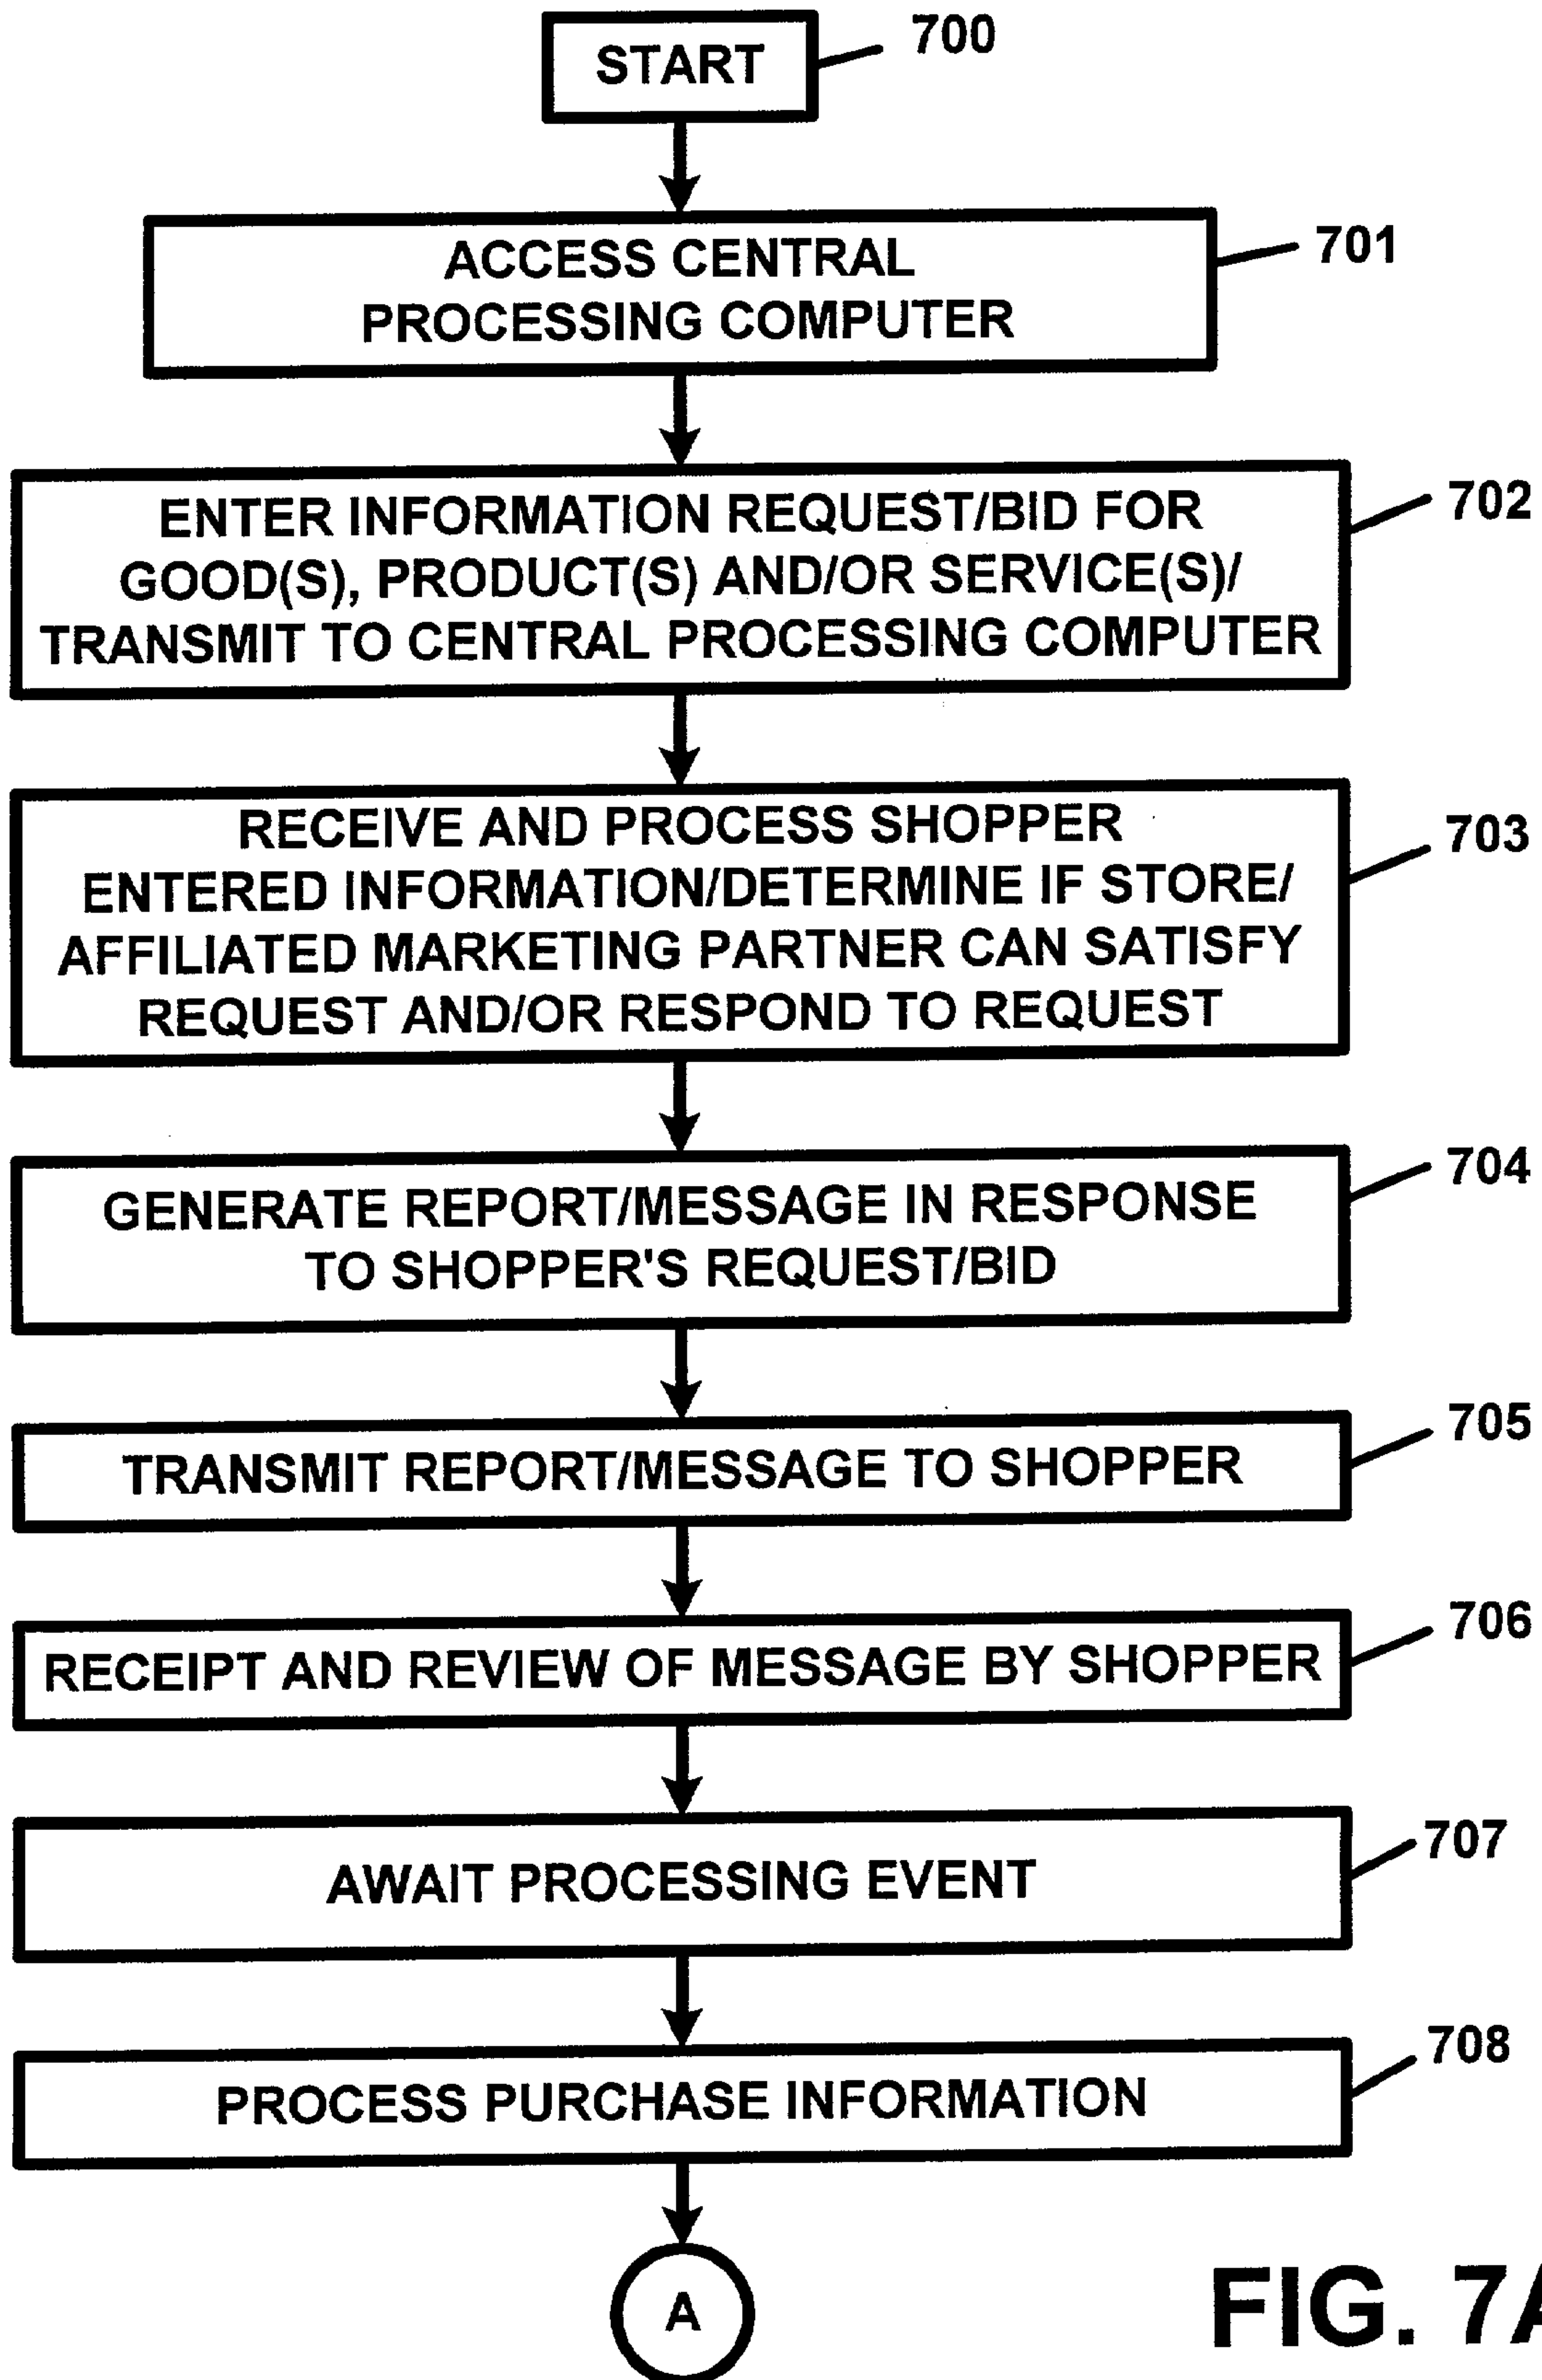 START
700
ACCESS CENTRAL
PROCESSING COMPUTER
701
ENTER INFORMATION REQUEST/BID FOR
GOOD(S), PRODUCT(S) AND/OR SERVICE(S)/
TRANSMIT TO CENTRAL PROCESSING COMPUTER
702
RECEIVE AND PROCESS SHOPPER
ENTERED INFORMATION/DETERMINE IF STORE/
AFFILIATED MARKETING PARTNER CAN SATISFY
REQUEST AND/OR RESPOND TO REQUEST
703
GENERATE REPORT/MESSAGE IN RESPONSE
TO SHOPPER'S REQUEST/BID
704
TRANSMIT REPORT/MESSAGE TO SHOPPER
705
RECEIPT AND REVIEW OF MESSAGE BY SHOPPER
706
AWAIT PROCESSING EVENT
707
PROCESS PURCHASE INFORMATION
708
A
FIG. 7A